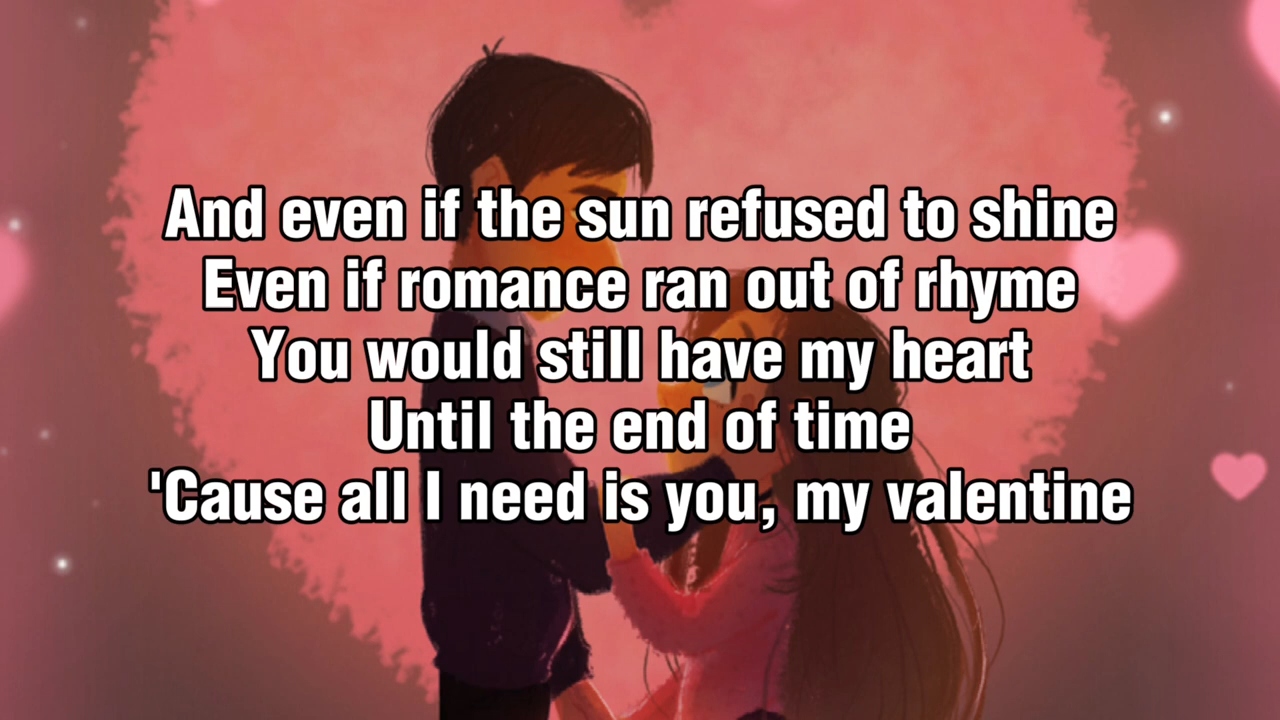 And even if the sun refused to shine
Even if romance ran out of rhyme
You would still have my heart
Until the end of time
'Cause all I need is you, my valentine